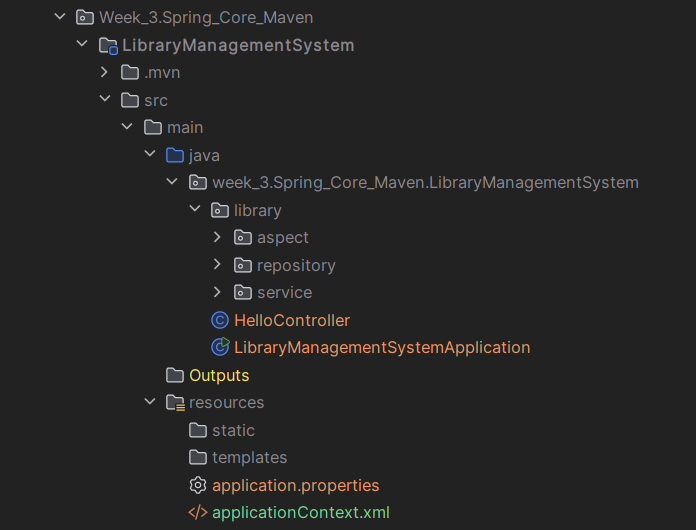 Week_3.Spring_Core_Maven
LibraryManagementSystem
.mvn
src
main
java
week_3.Spring_Core_Maven.LibraryManagementSystem
library
aspect
repository
service
HelloController
LibraryManagementSystemApplication
Outputs
resources
static
templates
application.properties
applicationContext.xml